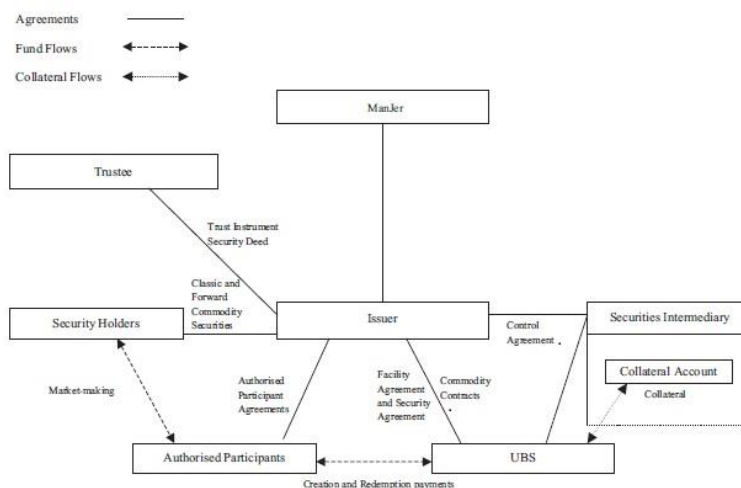 Agreements
Fund Flows
Collateral Flows
ManJer
Trustee
Trust Instrument
Security Deed
Classic and
Forward
Commodity
Securities
Security Holders
Issuer
Securities Intermediary
Control
Agreement
Collateral Account
Collateral
Market-making
Authorised
Participant
Agreements
Facility
Agreement
and Security
Agreement
Commodity
Contracts
Authorised Participants
UBS
Creation and Redemption payments